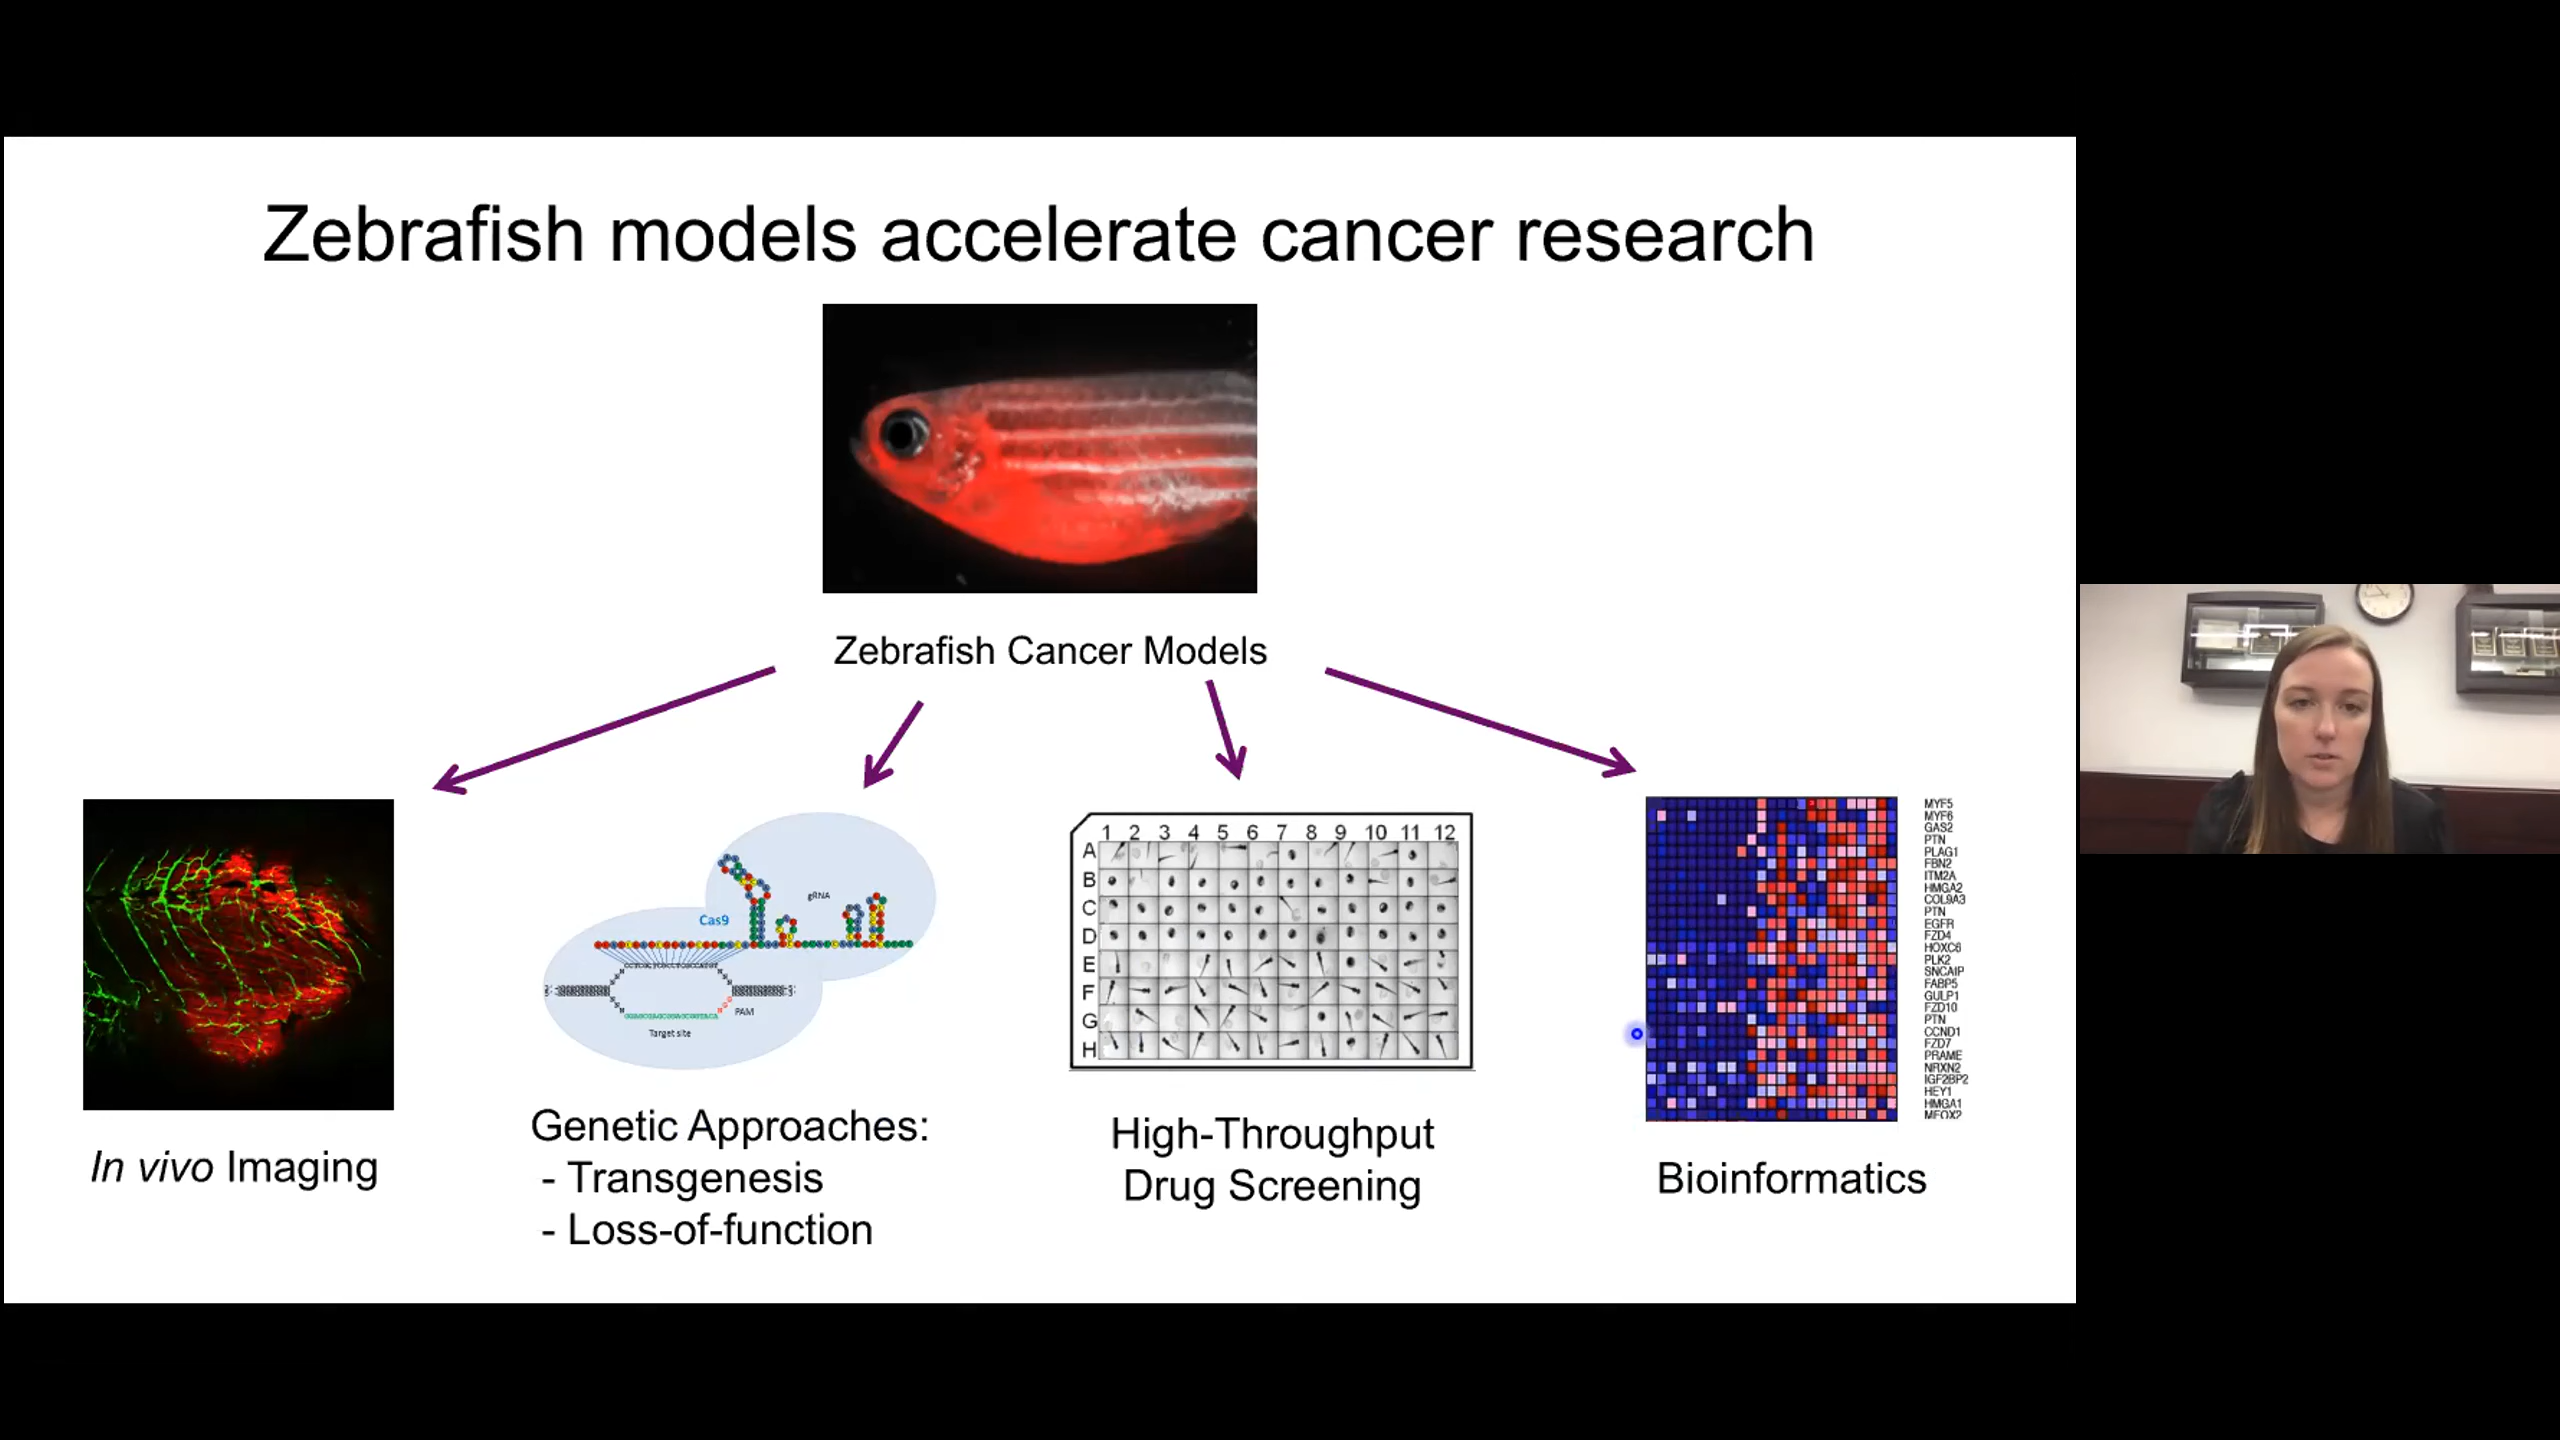 Zebrafish models accelerate cancer research
Zebrafish Cancer Models
In vivo Imaging
gRNA
Cas9
PAM
Target site
Genetic Approaches:
- Transgenesis
- Loss-of-function
1 2 3 4 5 6 7 8 9 10 11 12
A
B
C
D
E
F
G
H
High-Throughput
Drug Screening
MYF5
MYF6
GAS2
PTN
PLAG1
FBN2
ITM2A
HMGA2
COL9A3
PTN
EGFR
FZD4
HOXC6
PLK2
SNCAIP
FABP5
GULP1
FZD10
PTN
CCND1
FZD7
PRAME
NRXN2
IGF2BP2
HEY1
HMGA1
MEOX2
Bioinformatics